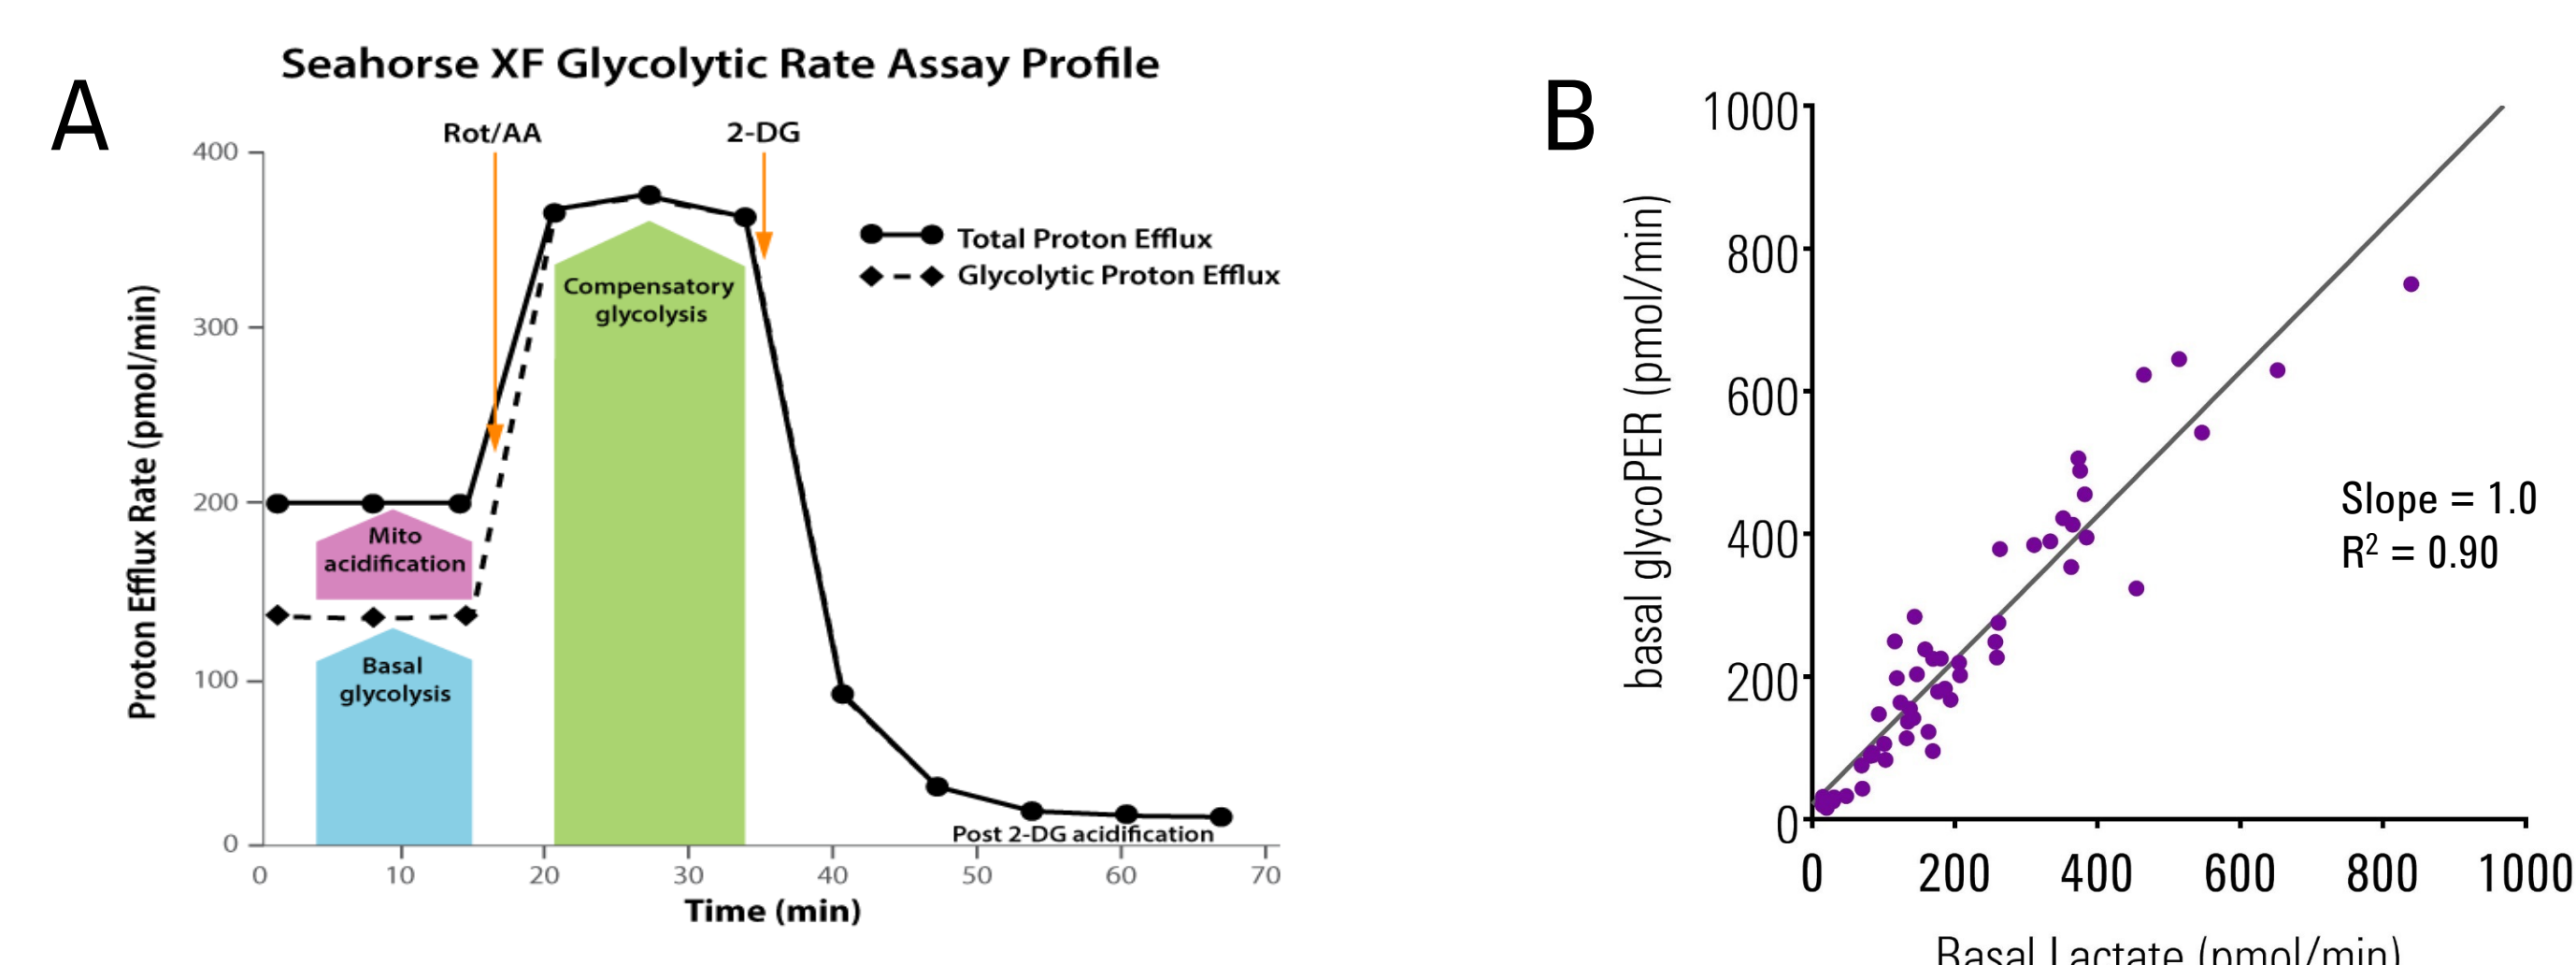 A
Seahorse XF Glycolytic Rate Assay Profile
Rot/AA
2-DG
Total Proton Efflux
Glycolytic Proton Efflux
Compensatory
glycolysis
Mito
acidification
Basal
glycolysis
Post 2-DG acidification
Proton Efflux Rate (pmol/min)
400
300
200
100
0
0 10 20 30 40 50 60 70
Time (min)
B
basal glycoPER (pmol/min)
1000
800
600
400
200
0
Slope = 1.0
R² = 0.90
0 200 400 600 800 1000
Basal Lactate (pmol/min)